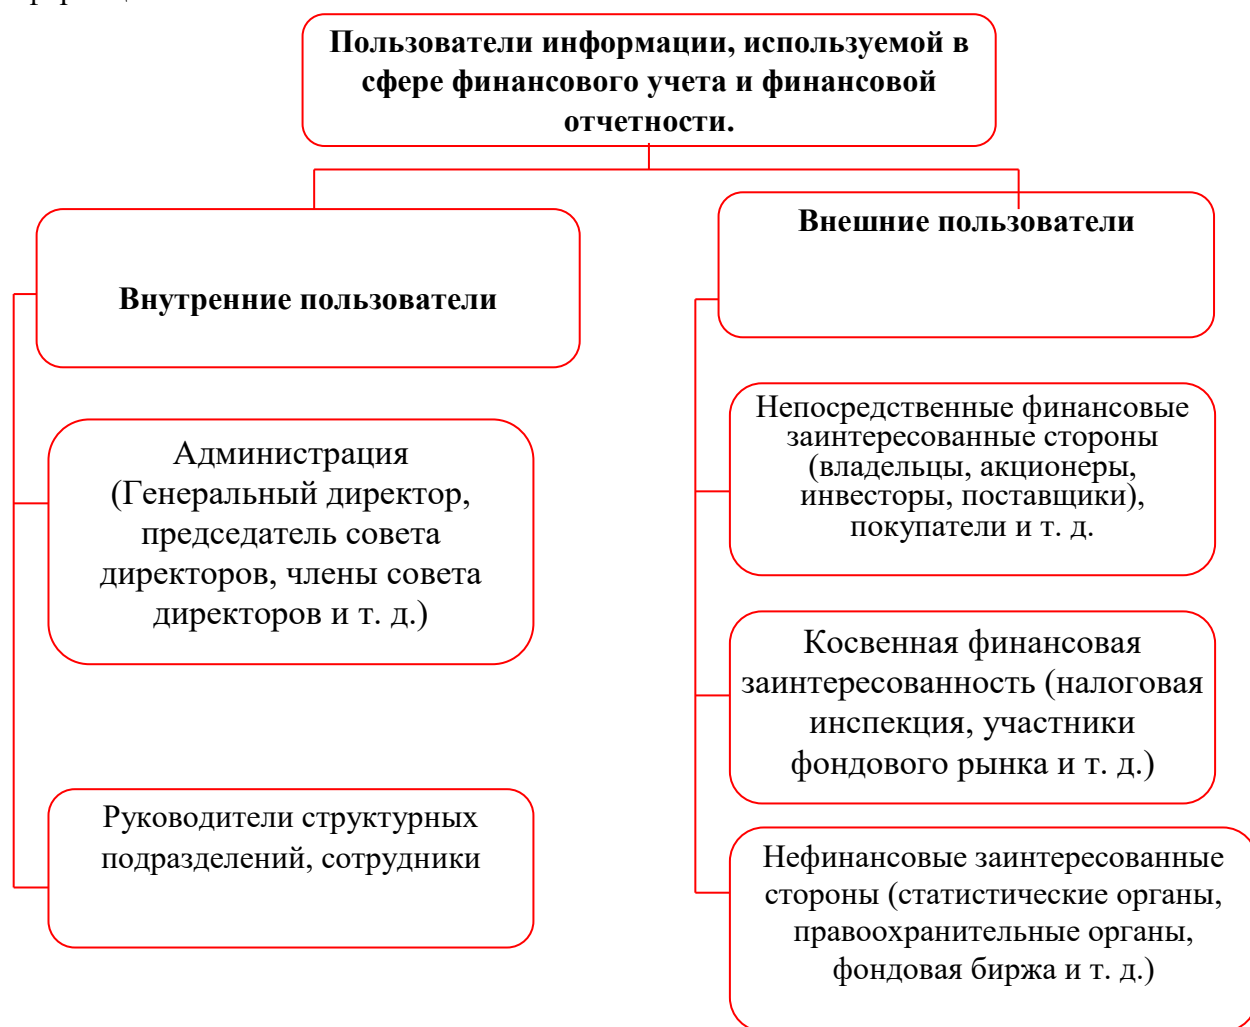 Пользователи информации, используемой в
сфере финансового учета и финансовой
отчетности.
Внутренние пользователи
Администрация
(Генеральный директор,
председатель совета
директоров, члены совета
директоров и т. д.)
Руководители структурных
подразделений, сотрудники
Внешние пользователи
Непосредственные финансовые
заинтересованные стороны
(владельцы, акционеры,
инвесторы, поставщики),
покупатели и т. д.
Косвенная финансовая
заинтересованность (налоговая
инспекция, участники
фондового рынка и т. д.)
Нефинансовые заинтересованные
стороны (статистические органы,
правоохранительные органы,
фондовая биржа и т. д.)